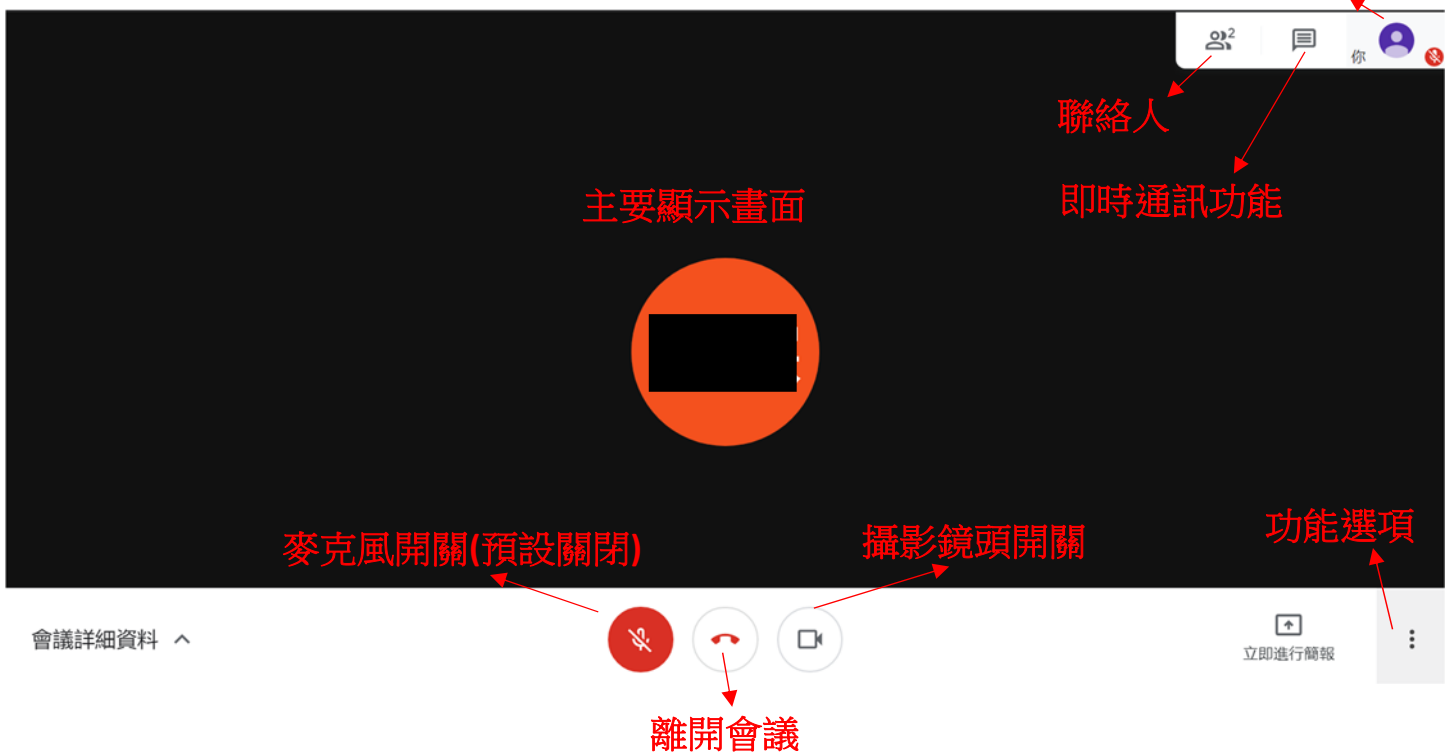 2
你
聯絡人
即時通訊功能
主要顯示畫面
麥克風開關(預設關閉)
攝影鏡頭開關
功能選項
會議詳細資料
立即進行簡報
離開會議